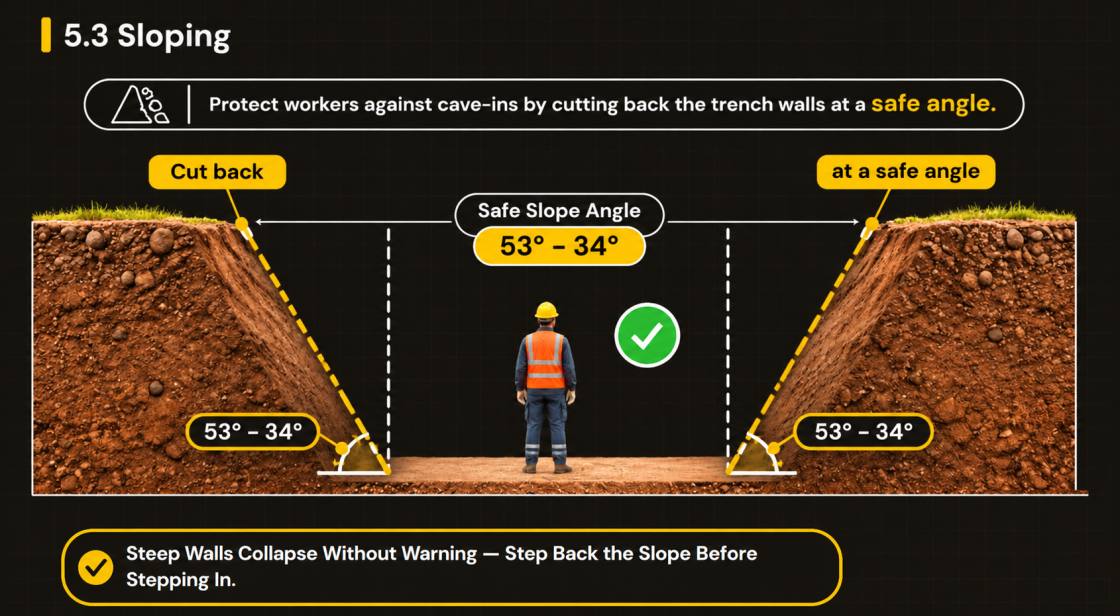 5.3 Sloping
Protect workers against cave-ins by cutting back the trench walls at a safe angle.
Cut back
at a safe angle
Safe Slope Angle
53° – 34°
53° – 34°
53° – 34°
Steep Walls Collapse Without Warning — Step Back the Slope Before
Stepping In.